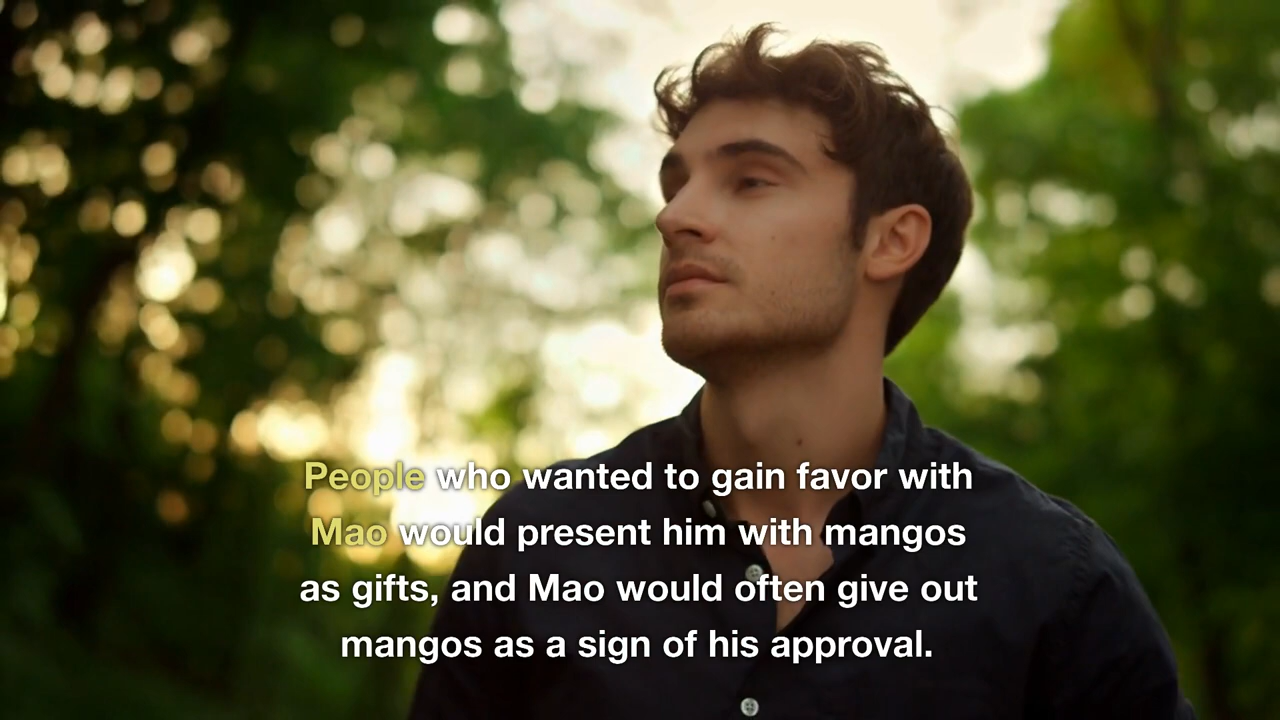 People who wanted to gain favor with
Mao would present him with mangos
as gifts, and Mao would often give out
mangos as a sign of his approval.